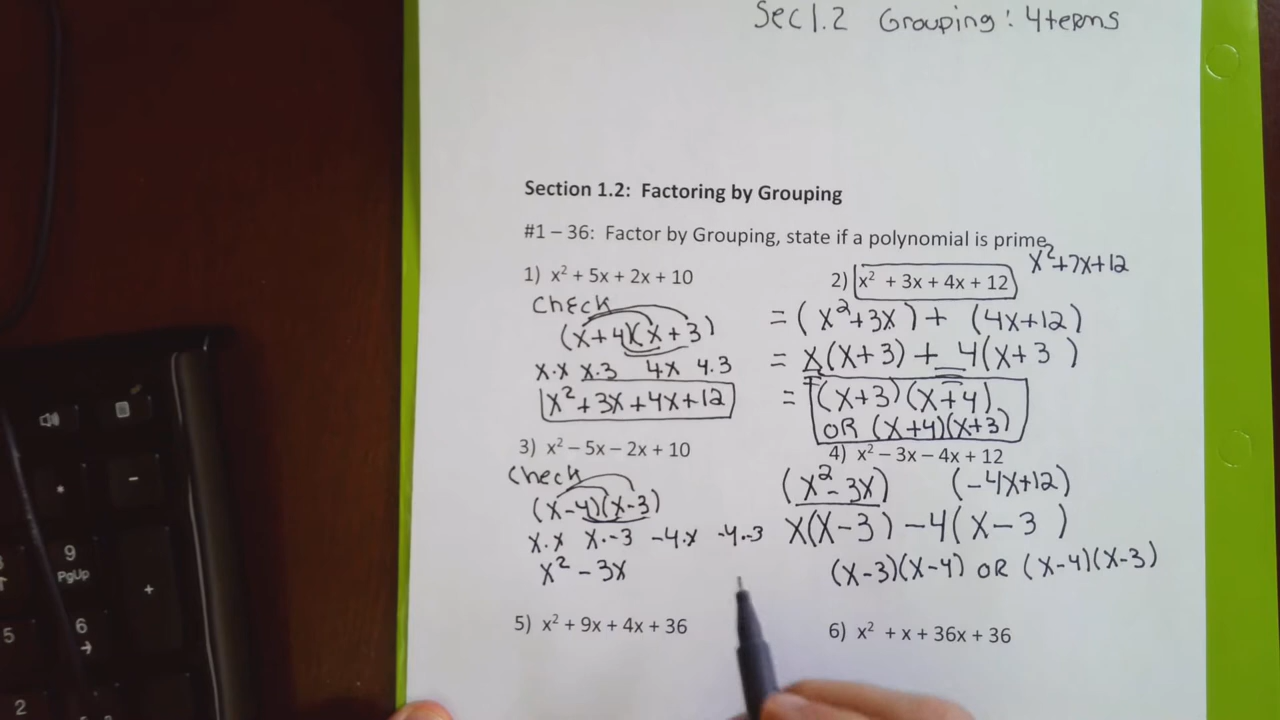 Sec 1.2 Grouping: 4 terms
Section 1.2: Factoring by Grouping
#1 – 36: Factor by Grouping, state if a polynomial is prime.
x²+7x+12
1) x² + 5x + 2x + 10
2) x² + 3x + 4x + 12
Check
(x+4)(x+3)
x·x x·3 4x 4·3
x²+3x+4x+12
= (x²+3x) + (4x+12)
= x(x+3) + 4(x+3)
= (x+3)(x+4)
OR (x+4)(x+3)
3) x² – 5x – 2x + 10
4) x² – 3x – 4x + 12
Check
(x-4)(x-3)
x·x x·-3 -4·x -4·-3
x² - 3x
(x²-3x) (-4x+12)
x(x-3) -4(x-3)
(x-3)(x-4) OR (x-4)(x-3)
5) x² + 9x + 4x + 36
6) x² + x + 36x + 36
*
-
9
PgUp
+
5
6
2